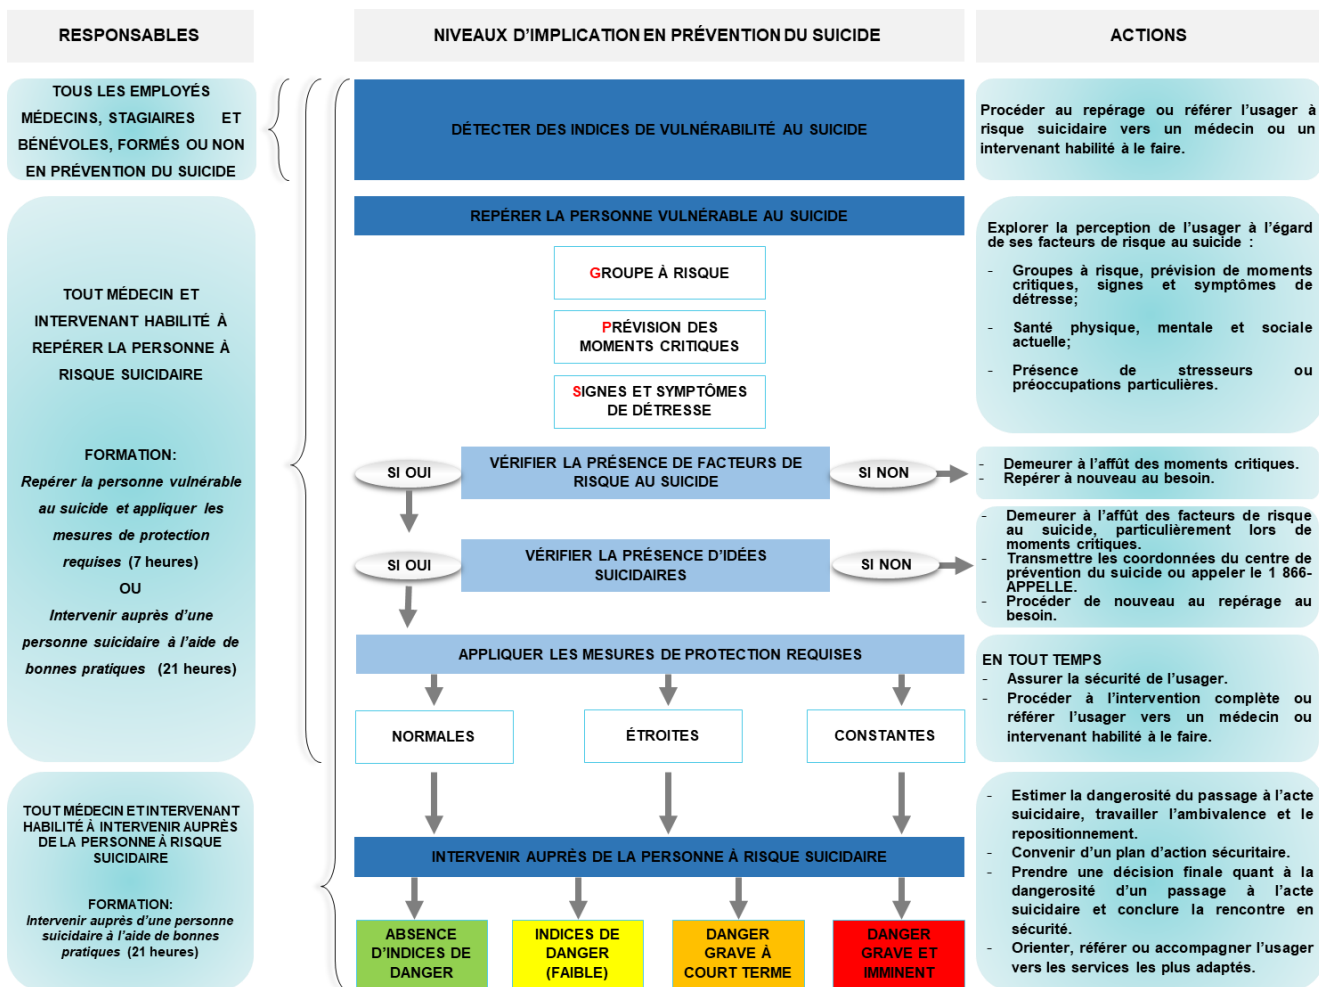 RESPONSABLES
NIVEAUX D’IMPLICATION EN PRÉVENTION DU SUICIDE
ACTIONS
TOUS LES EMPLOYÉS
MÉDECINS, STAGIAIRES ET
BÉNÉVOLES, FORMÉS OU NON
EN PRÉVENTION DU SUICIDE
DÉTECTER DES INDICES DE VULNÉRABILITÉ AU SUICIDE
Procéder au repérage ou référer l’usager à
risque suicidaire vers un médecin ou un
intervenant habilité à le faire.
TOUT MÉDECIN ET
INTERVENANT HABILITÉ À
REPÉRER LA PERSONNE À
RISQUE SUICIDAIRE
FORMATION:
Repérer la personne vulnérable
au suicide et appliquer les
mesures de protection
requises (7 heures)
OU
Intervenir auprès d’une
personne suicidaire à l’aide de
bonnes pratiques (21 heures)
REPÉRER LA PERSONNE VULNÉRABLE AU SUICIDE
GROUPE À RISQUE
PRÉVISION DES
MOMENTS CRITIQUES
SIGNES ET SYMPTÔMES
DE DÉTRESSE
Explorer la perception de l’usager à l’égard
de ses facteurs de risque au suicide :
- Groupes à risque, prévision de moments
critiques, signes et symptômes de
détresse;
- Santé physique, mentale et sociale
actuelle;
- Présence de stresseurs ou
préoccupations particulières.
SI OUI
VÉRIFIER LA PRÉSENCE DE FACTEURS DE
RISQUE AU SUICIDE
SI NON
- Demeurer à l’affût des moments critiques.
- Repérer à nouveau au besoin.
SI OUI
VÉRIFIER LA PRÉSENCE D’IDÉES
SUICIDAIRES
SI NON
- Demeurer à l’affût des facteurs de risque
au suicide, particulièrement lors de
moments critiques.
- Transmettre les coordonnées du centre de
prévention du suicide ou appeler le 1 866-
APPELLE.
- Procéder de nouveau au repérage au
besoin.
APPLIQUER LES MESURES DE PROTECTION REQUISES
NORMALES
ÉTROITES
CONSTANTES
EN TOUT TEMPS
- Assurer la sécurité de l’usager.
- Procéder à l’intervention complète ou
référer l’usager vers un médecin ou
intervenant habilité à le faire.
TOUT MÉDECIN ET INTERVENANT
HABILITÉ À INTERVENIR AUPRÈS
DE LA PERSONNE À RISQUE
SUICIDAIRE
FORMATION:
Intervenir auprès d’une personne
suicidaire à l’aide de bonnes
pratiques (21 heures)
INTERVENIR AUPRÈS DE LA PERSONNE À RISQUE SUICIDAIRE
ABSENCE
D’INDICES DE
DANGER
INDICES DE
DANGER
(FAIBLE)
DANGER
GRAVE À
COURT TERME
DANGER
GRAVE ET
IMMINENT
- Estimer la dangerosité du passage à l’acte
suicidaire, travailler l’ambivalence et le
repositionnement.
- Convenir d’un plan d’action sécuritaire.
- Prendre une décision finale quant à la
dangerosité d’un passage à l’acte
suicidaire et conclure la rencontre en
sécurité.
- Orienter, référer ou accompagner l’usager
vers les services les plus adaptés.